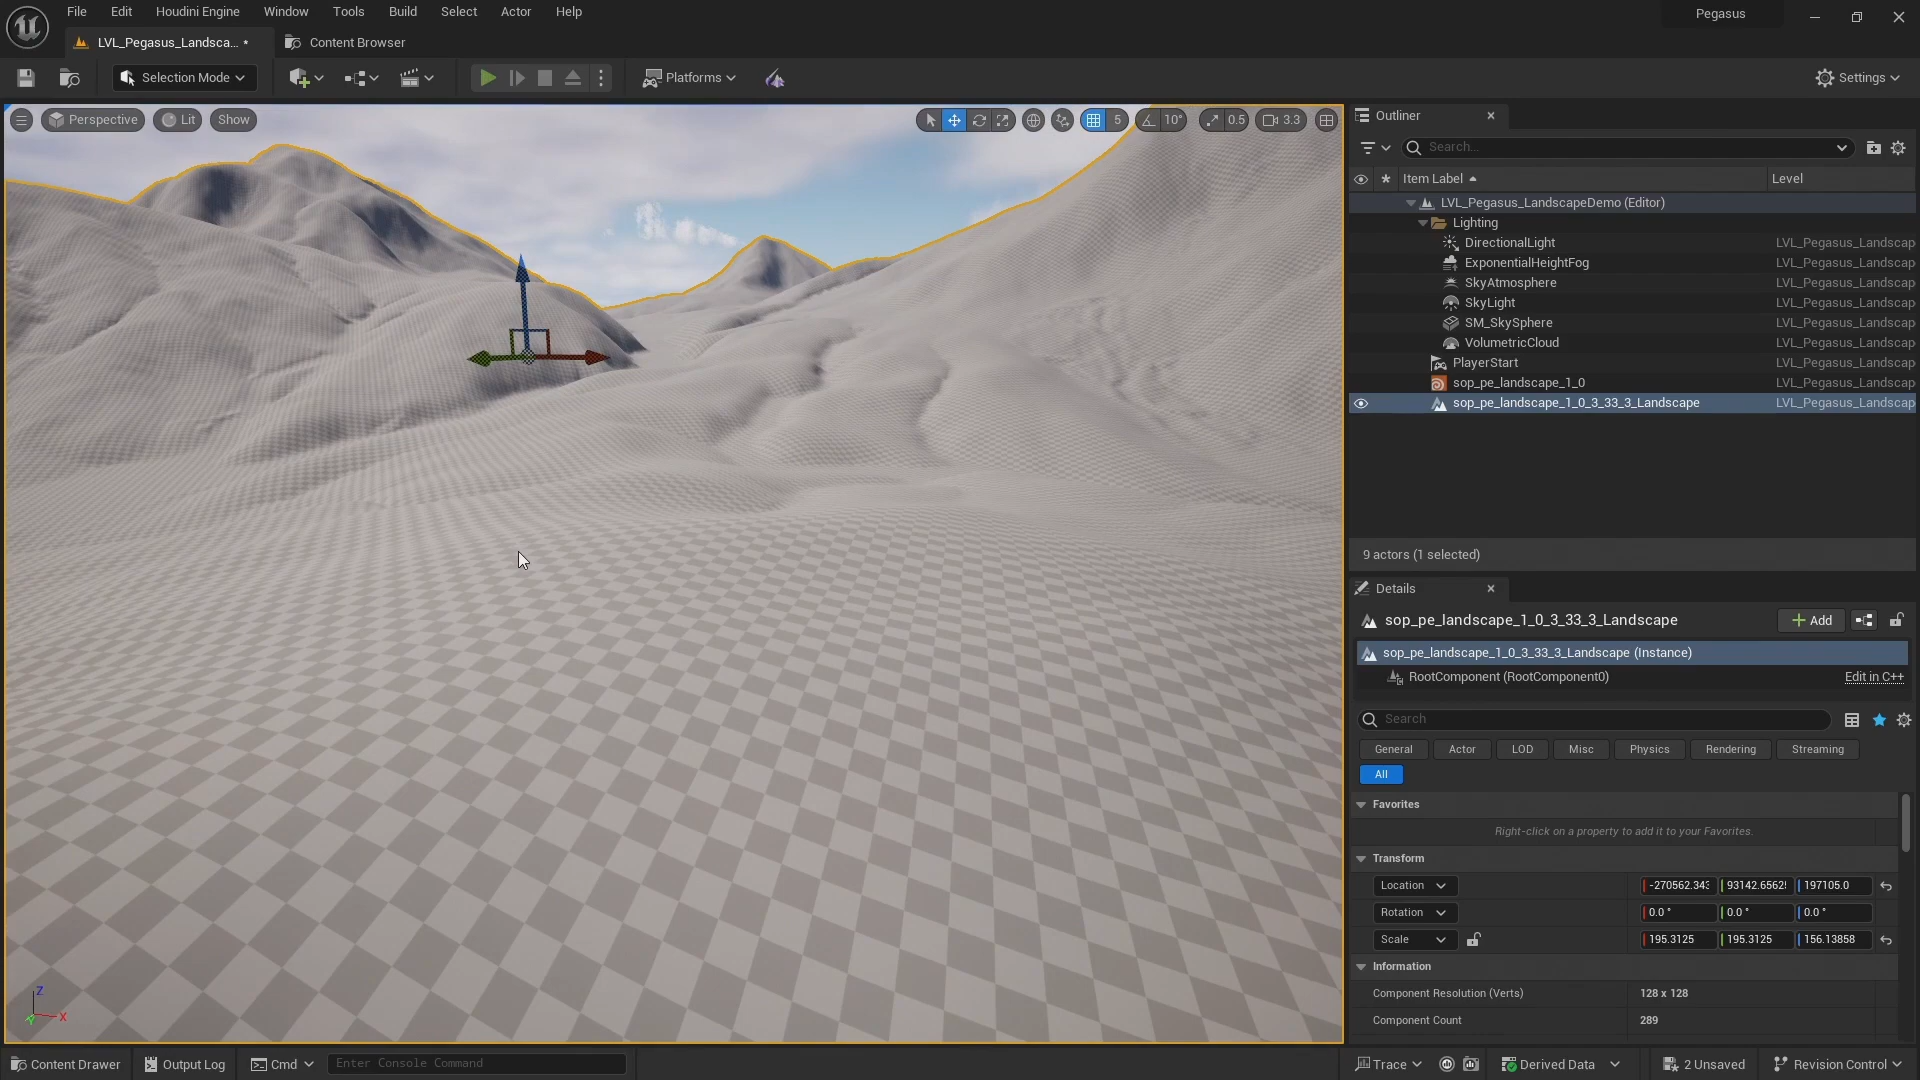 File Edit Houdini Engine Window Tools Build Select Actor Help
Pegasus
LVL_Pegasus_Landsca... •
Content Browser
Selection Mode
Platforms
Settings
Perspective Lit Show
5 10° 0.5 3.3
Outliner
Search...
Item Label
Level
LVL_Pegasus_LandscapeDemo (Editor)
Lighting
DirectionalLight LVL_Pegasus_Landscap
ExponentialHeightFog LVL_Pegasus_Landscap
SkyAtmosphere LVL_Pegasus_Landscap
SkyLight LVL_Pegasus_Landscap
SM_SkySphere LVL_Pegasus_Landscap
VolumetricCloud LVL_Pegasus_Landscap
PlayerStart LVL_Pegasus_Landscap
sop_pe_landscape_1_0 LVL_Pegasus_Landscap
sop_pe_landscape_1_0_3_33_3_Landscape LVL_Pegasus_Landscap
9 actors (1 selected)
Details
sop_pe_landscape_1_0_3_33_3_Landscape
Add
sop_pe_landscape_1_0_3_33_3_Landscape (Instance)
RootComponent (RootComponent0)
Edit in C++
Search
General Actor LOD Misc Physics Rendering Streaming
All
Favorites
Right-click on a property to add it to your Favorites.
Transform
Location -270562.343 93142.6562 197105.0
Rotation 0.0 ° 0.0 ° 0.0 °
Scale 195.3125 195.3125 156.13858
Information
Component Resolution (Verts) 128 x 128
Component Count 289
Z
X
Y
Content Drawer Output Log Cmd Enter Console Command
Trace Derived Data 2 Unsaved Revision Control